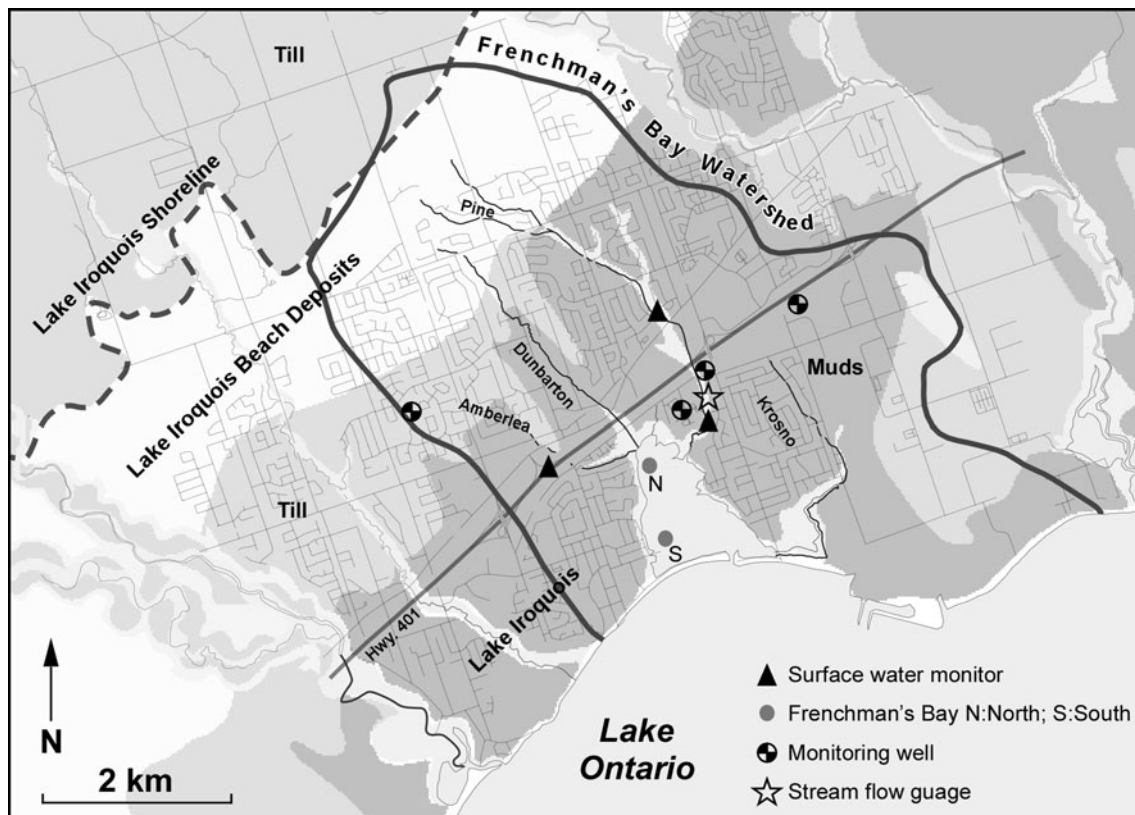 Till
Frenchman's Bay Watershed
Pine
Lake Iroquois Shoreline
Lake Iroquois Beach Deposits
Dunbarton
Amberlea
Muds
Krosno
N
Till
S
Lake Iroquois
Hwy. 401
N
2 km
Lake
Ontario
Surface water monitor
Frenchman's Bay N:North; S:South
Monitoring well
Stream flow guage